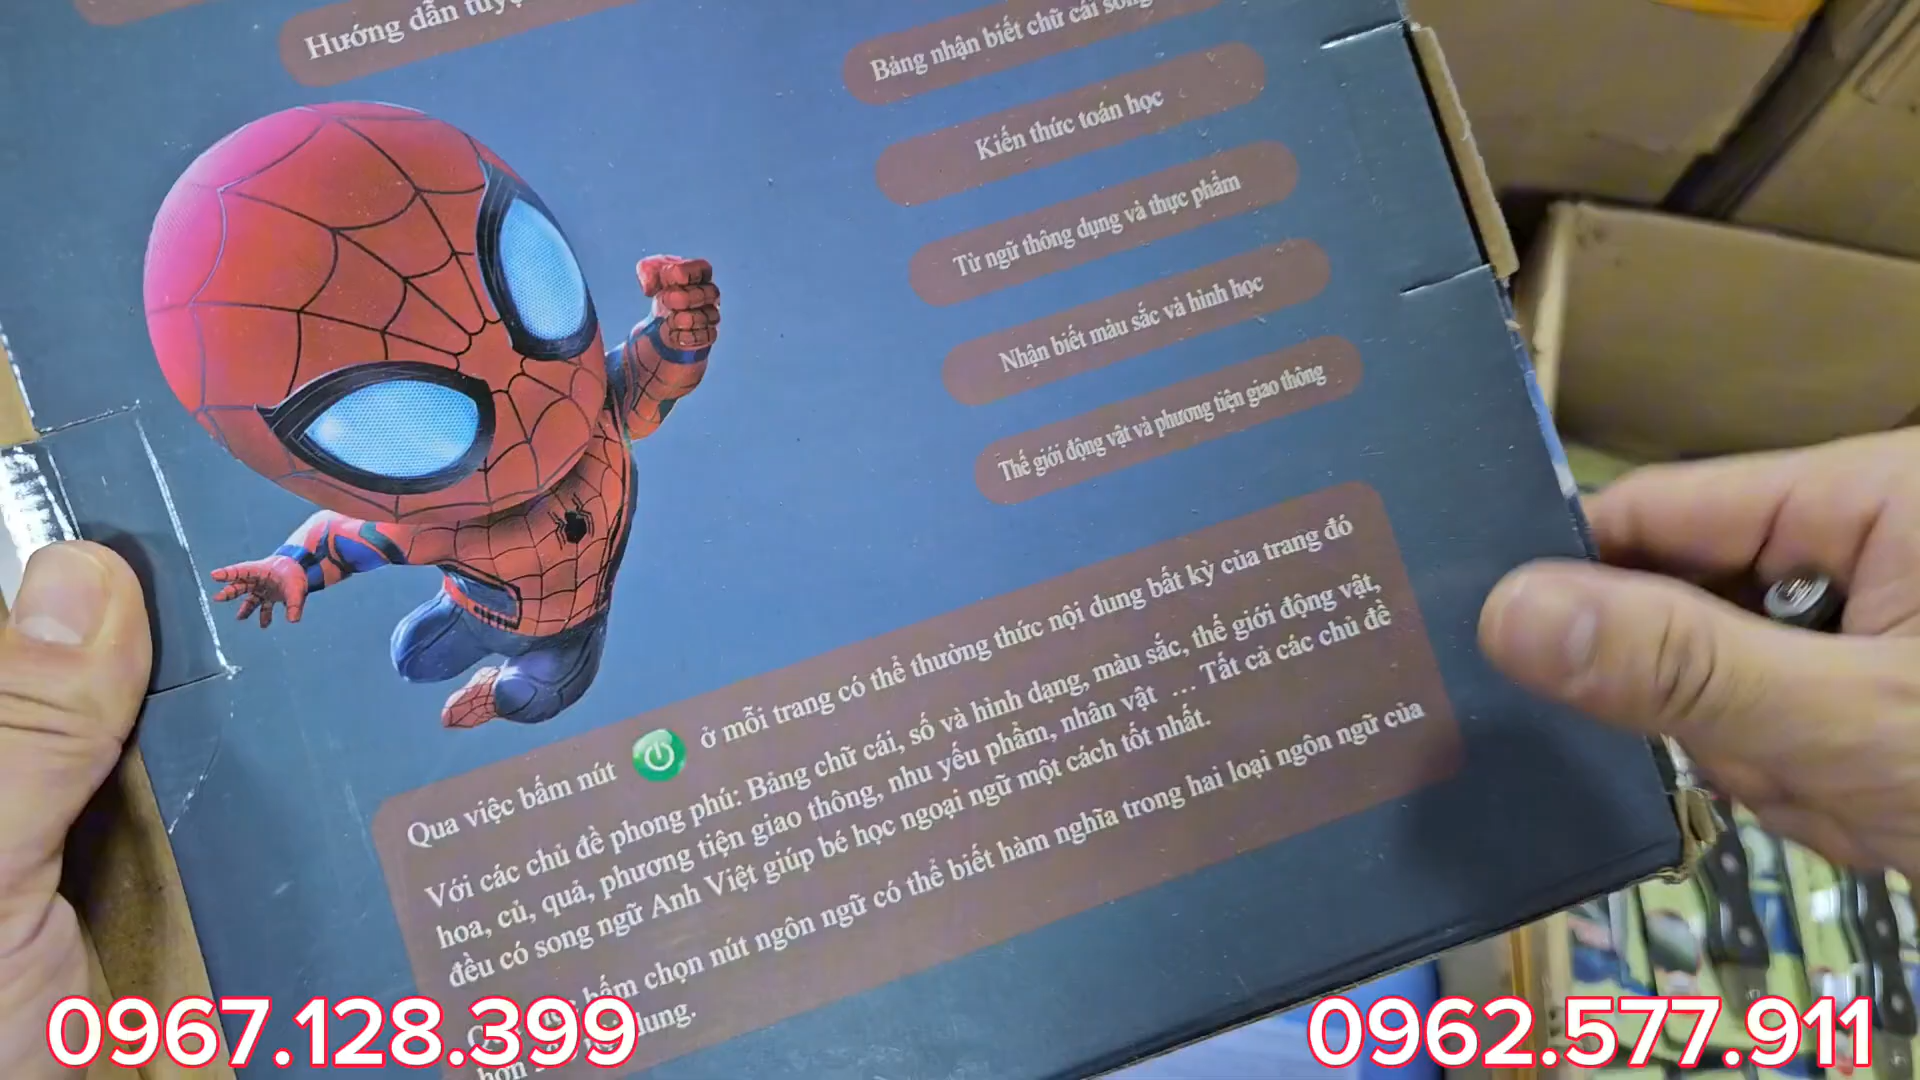 Hướng dẫn
Bảng nhận biết chữ cái song
Kiến thức toán học
Từ ngữ thông dụng và thực phẩm
Nhận biết màu sắc và hình học
Thế giới động vật và phương tiện giao thông
Qua việc bấm nút ở mỗi trang có thể thưởng thức nội dung bất kỳ của trang đó
Với các chủ đề phong phú: Bảng chữ cái, số và hình dạng, màu sắc, thế giới động vật,
hoa, củ, quả, phương tiện giao thông, nhu yếu phẩm, nhân vật ... Tất cả các chủ đề
đều có song ngữ Anh Việt giúp bé học ngoại ngữ một cách tốt nhất.
bấm chọn nút ngôn ngữ có thể biết hàm nghĩa trong hai loại ngôn ngữ của
hơn dung.
0967.128.399
0962.577.911